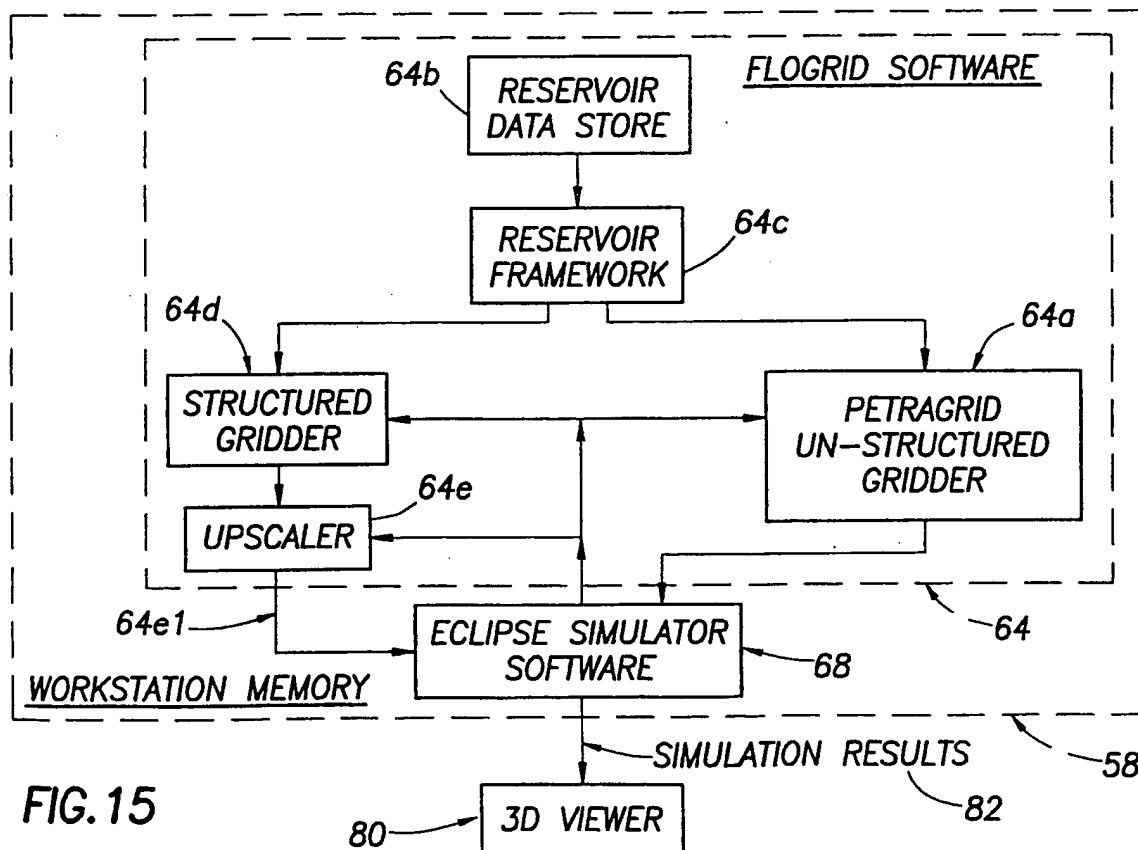 64b
RESERVOIR
DATA STORE
FLOGRID SOFTWARE
RESERVOIR
FRAMEWORK
64c
64d
64a
STRUCTURED
GRIDDER
PETRAGRID
UN-STRUCTURED
GRIDDER
64e
UPSCALER
64e1
ECLIPSE SIMULATOR
SOFTWARE
64
68
WORKSTATION MEMORY
SIMULATION RESULTS
58
82
FIG.15
80
3D VIEWER